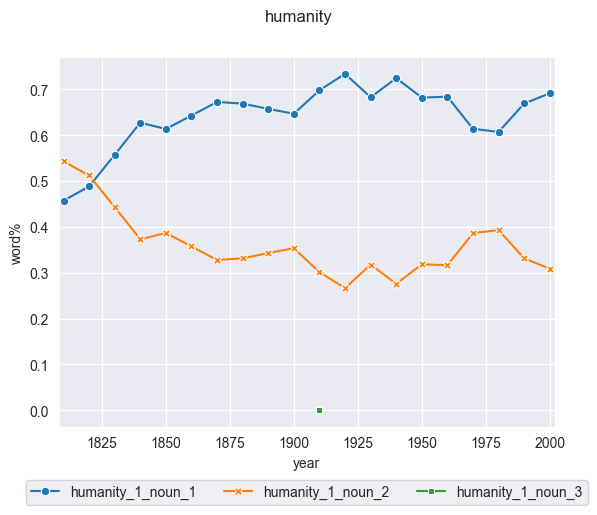 humanity
0.7
0.6
0.5
0.4
0.3
0.2
0.1
0.0
word%
1825 1850 1875 1900 1925 1950 1975 2000
year
humanity_1_noun_1 humanity_1_noun_2 humanity_1_noun_3